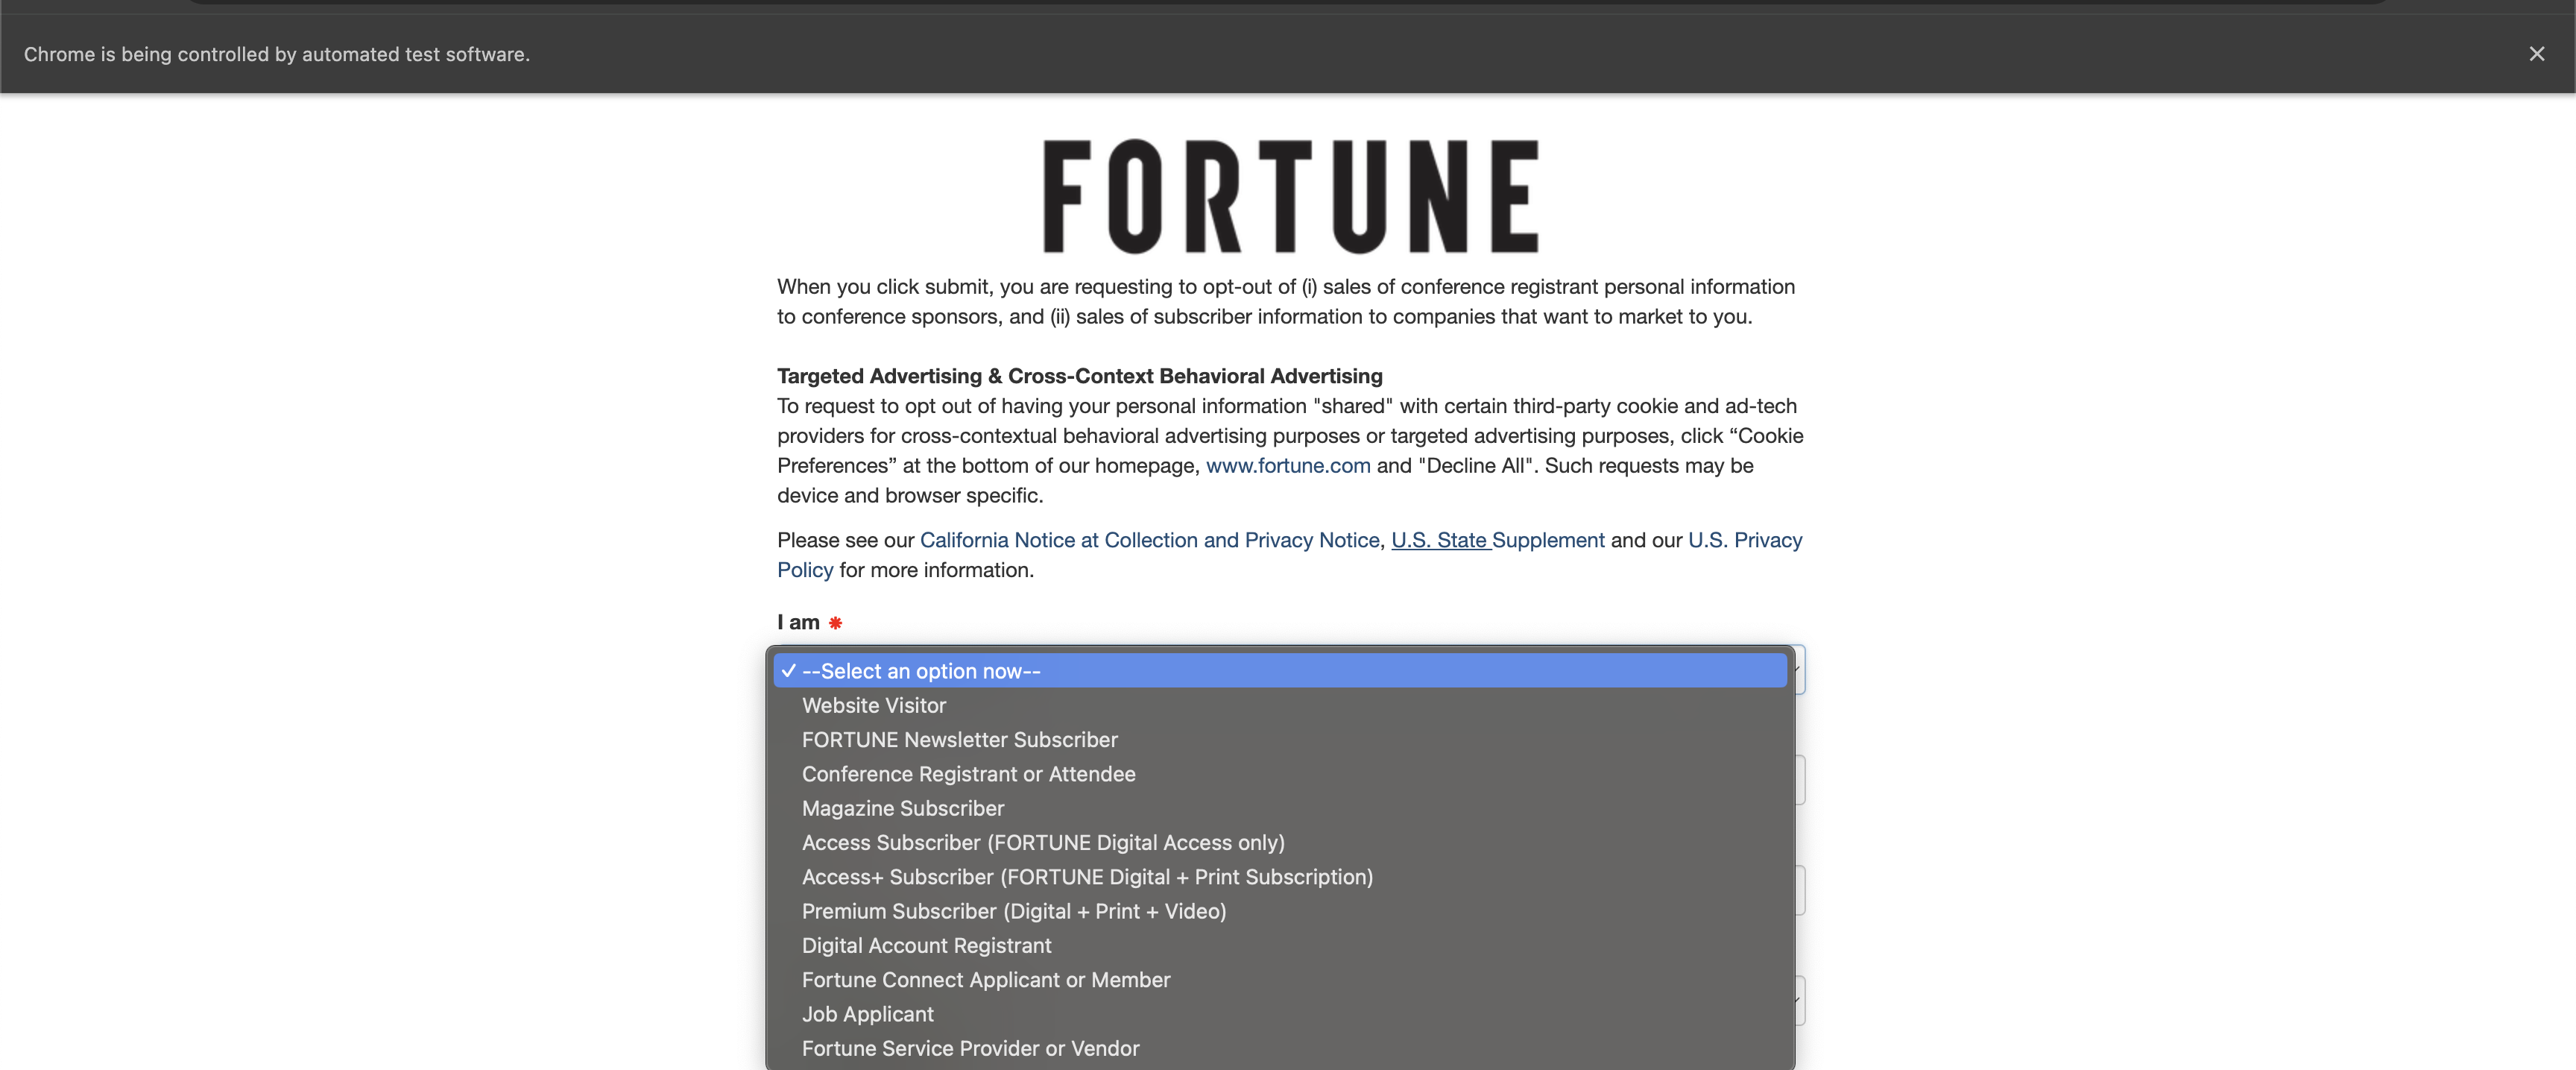 Chrome is being controlled by automated test software.
FORTUNE
When you click submit, you are requesting to opt-out of (i) sales of conference registrant personal information
to conference sponsors, and (ii) sales of subscriber information to companies that want to market to you.
Targeted Advertising & Cross-Context Behavioral Advertising
To request to opt out of having your personal information "shared" with certain third-party cookie and ad-tech
providers for cross-contextual behavioral advertising purposes or targeted advertising purposes, click “Cookie
Preferences” at the bottom of our homepage, www.fortune.com and "Decline All". Such requests may be
device and browser specific.
Please see our California Notice at Collection and Privacy Notice, U.S. State Supplement and our U.S. Privacy
Policy for more information.
I am *
--Select an option now--
Website Visitor
FORTUNE Newsletter Subscriber
Conference Registrant or Attendee
Magazine Subscriber
Access Subscriber (FORTUNE Digital Access only)
Access+ Subscriber (FORTUNE Digital + Print Subscription)
Premium Subscriber (Digital + Print + Video)
Digital Account Registrant
Fortune Connect Applicant or Member
Job Applicant
Fortune Service Provider or Vendor